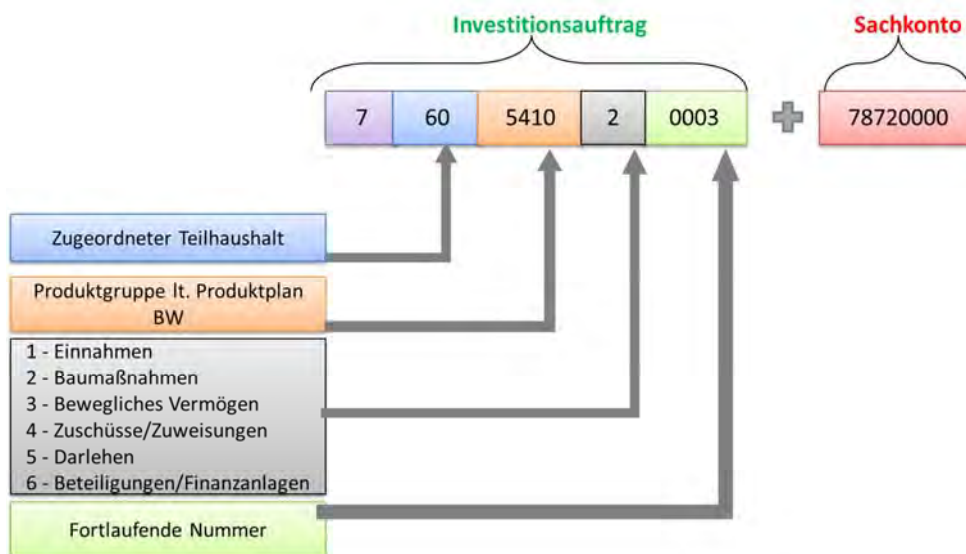 Investitionsauftrag
Sachkonto
7 60 5410 2 0003 78720000
Zugeordneter Teilhaushalt
Produktgruppe lt. Produktplan
BW
1 - Einnahmen
2 - Baumaßnahmen
3 - Bewegliches Vermögen
4 - Zuschüsse/Zuweisungen
5 - Darlehen
6 - Beteiligungen/Finanzanlagen
Fortlaufende Nummer